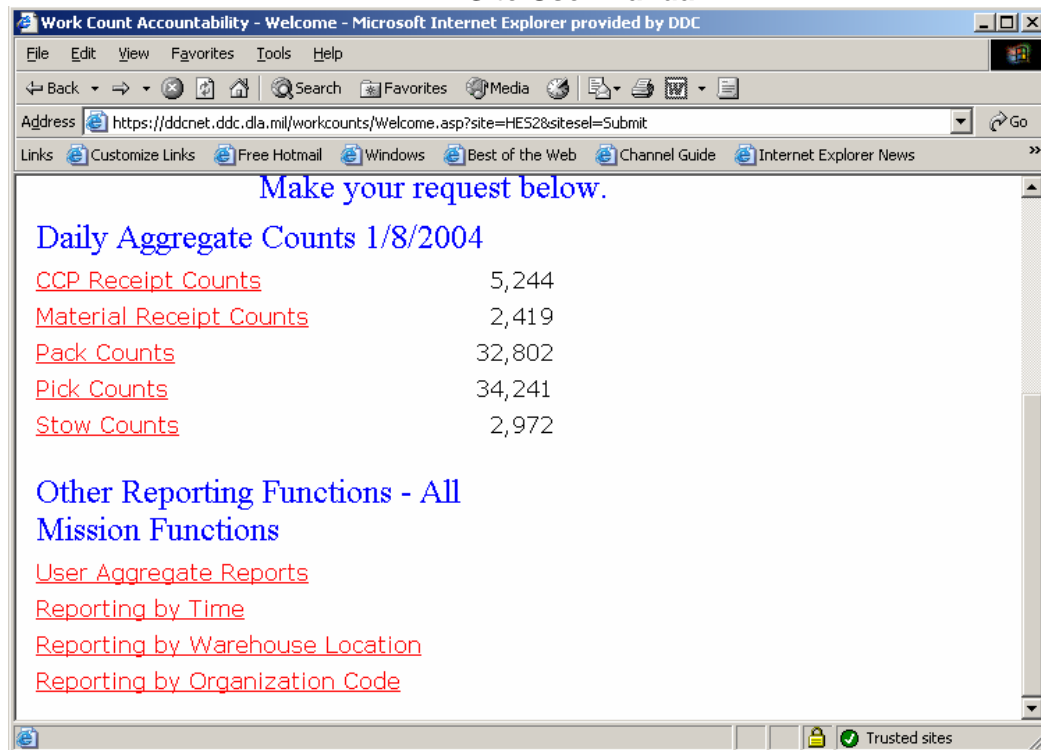 Work Count Accountability - Welcome - Microsoft Internet Explorer provided by DDC
File Edit View Favorites Tools Help
Back Search Favorites Media
Address https://ddcnet.ddc.dla.mil/workcounts/Welcome.asp?site=HES2&sitesel=Submit Go
Links Customize Links Free Hotmail Windows Best of the Web Channel Guide Internet Explorer News »
Make your request below.
Daily Aggregate Counts 1/8/2004
CCP Receipt Counts 5,244
Material Receipt Counts 2,419
Pack Counts 32,802
Pick Counts 34,241
Stow Counts 2,972
Other Reporting Functions - All
Mission Functions
User Aggregate Reports
Reporting by Time
Reporting by Warehouse Location
Reporting by Organization Code
Trusted sites